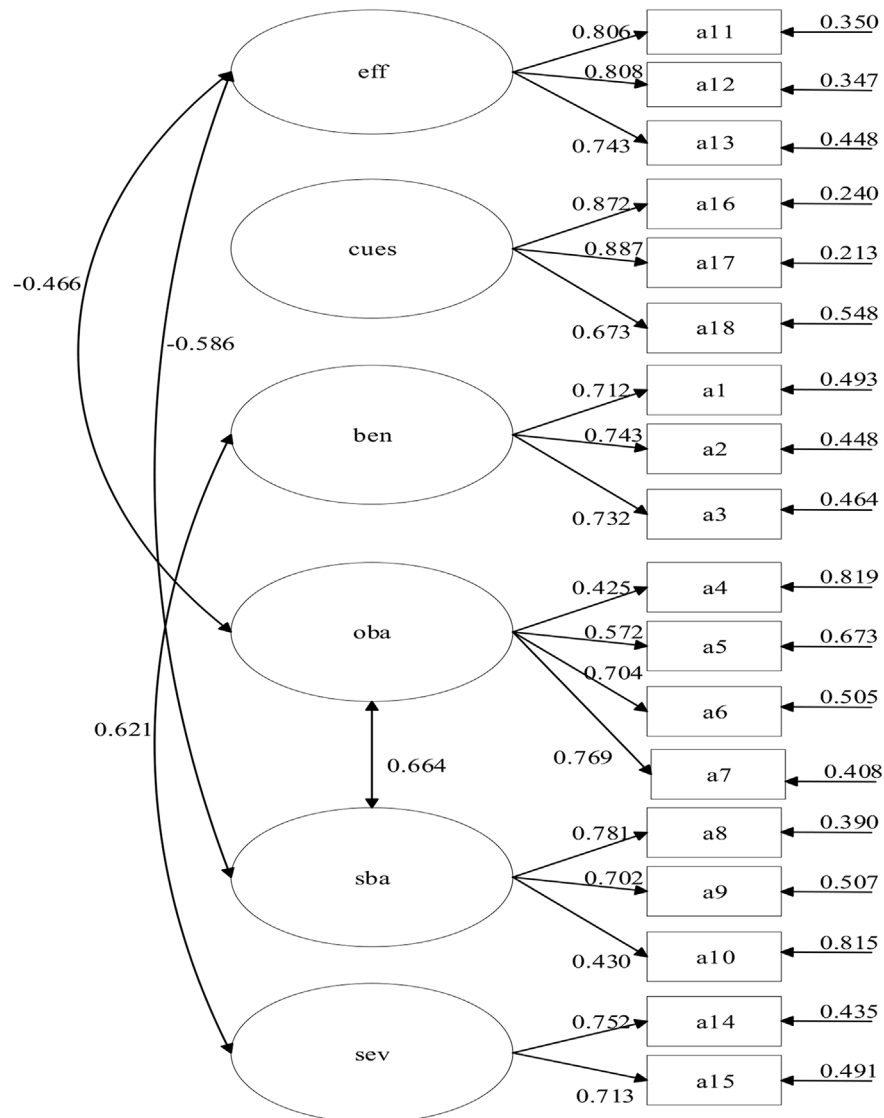 0.806 a11 0.350
eff 0.808 a12 0.347
0.743 a13 0.448
0.872 a16 0.240
cues 0.887 a17 0.213
0.673 a18 0.548
-0.466
-0.586
0.712 a1 0.493
ben 0.743 a2 0.448
0.732 a3 0.464
0.425 a4 0.819
oba 0.572 a5 0.673
0.704 a6 0.505
0.621
0.664
0.769 a7 0.408
0.781 a8 0.390
sba 0.702 a9 0.507
0.430 a10 0.815
0.752 a14 0.435
sev
0.713 a15 0.491